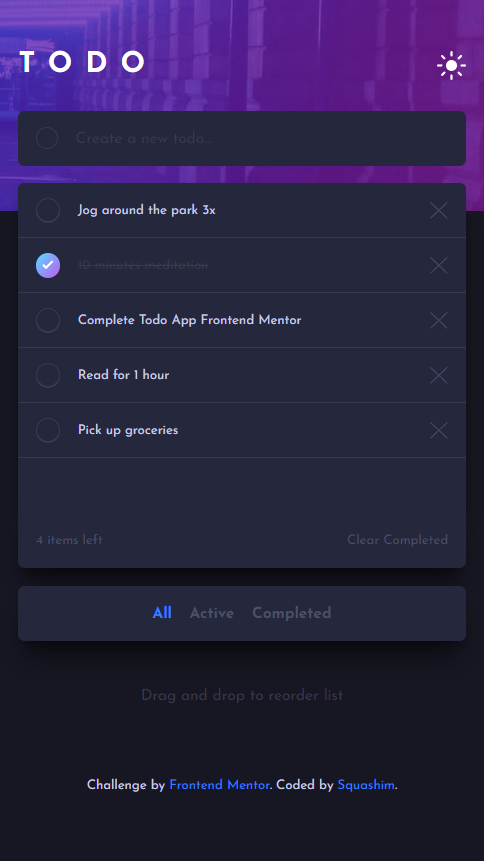 TODO
Create a new todo...
Jog around the park 3x
10 minutes meditation
Complete Todo App Frontend Mentor
Read for 1 hour
Pick up groceries
4 items left Clear Completed
All Active Completed
Drag and drop to reorder list
Challenge by Frontend Mentor. Coded by Squashim.